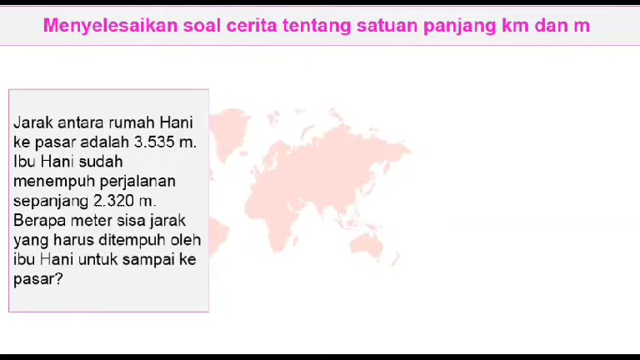 Menyelesaikan soal cerita tentang satuan panjang km dan m
Jarak antara rumah Hani
ke pasar adalah 3.535 m.
Ibu Hani sudah
menempuh perjalanan
sepanjang 2.320 m.
Berapa meter sisa jarak
yang harus ditempuh oleh
ibu Hani untuk sampai ke
pasar?